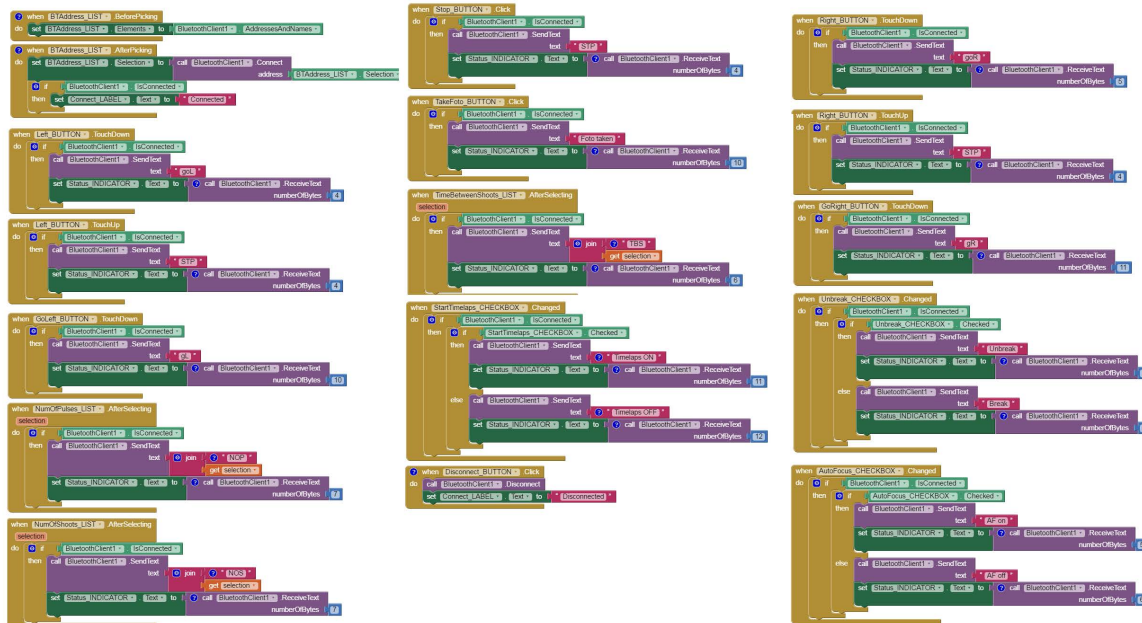 when BTAddress_LIST .BeforePicking
do set BTAddress_LIST . Elements to BluetoothClient1 . AddressesAndNames
when BTAddress_LIST .AfterPicking
do set BTAddress_LIST . Selection to call BluetoothClient1 .Connect
address BTAddress_LIST . Selection
if BluetoothClient1 . IsConnected
then set Connect_LABEL . Text to " Connected "
when Left_BUTTON .TouchDown
do if BluetoothClient1 . IsConnected
then call BluetoothClient1 .SendText
text " goL "
set Status_INDICATOR . Text to call BluetoothClient1 .ReceiveText
numberOfBytes 4
when Left_BUTTON .TouchUp
do if BluetoothClient1 . IsConnected
then call BluetoothClient1 .SendText
text " STP "
set Status_INDICATOR . Text to call BluetoothClient1 .ReceiveText
numberOfBytes 4
when GoLeft_BUTTON .TouchDown
do if BluetoothClient1 . IsConnected
then call BluetoothClient1 .SendText
text " gL "
set Status_INDICATOR . Text to call BluetoothClient1 .ReceiveText
numberOfBytes 10
when NumOfPulses_LIST .AfterSelecting
selection
do if BluetoothClient1 . IsConnected
then call BluetoothClient1 .SendText
text join " NOP "
get selection
set Status_INDICATOR . Text to call BluetoothClient1 .ReceiveText
numberOfBytes 7
when NumOfShoots_LIST .AfterSelecting
selection
do if BluetoothClient1 . IsConnected
then call BluetoothClient1 .SendText
text join " NOS "
get selection
set Status_INDICATOR . Text to call BluetoothClient1 .ReceiveText
numberOfBytes 7
when Stop_BUTTON .Click
do if BluetoothClient1 . IsConnected
then call BluetoothClient1 .SendText
text " STP "
set Status_INDICATOR . Text to call BluetoothClient1 .ReceiveText
numberOfBytes 4
when TakeFoto_BUTTON .Click
do if BluetoothClient1 . IsConnected
then call BluetoothClient1 .SendText
text " Foto taken "
set Status_INDICATOR . Text to call BluetoothClient1 .ReceiveText
numberOfBytes 10
when TimeBetweenShoots_LIST .AfterSelecting
selection
do if BluetoothClient1 . IsConnected
then call BluetoothClient1 .SendText
text join " TBS "
get selection
set Status_INDICATOR . Text to call BluetoothClient1 .ReceiveText
numberOfBytes 6
when StartTimelaps_CHECKBOX .Changed
do if BluetoothClient1 . IsConnected
then if StartTimelaps_CHECKBOX . Checked
then call BluetoothClient1 .SendText
text " Timelaps ON "
set Status_INDICATOR . Text to call BluetoothClient1 .ReceiveText
numberOfBytes 11
else call BluetoothClient1 .SendText
text " Timelaps OFF "
set Status_INDICATOR . Text to call BluetoothClient1 .ReceiveText
numberOfBytes 12
when Disconnect_BUTTON .Click
do call BluetoothClient1 .Disconnect
set Connect_LABEL . Text to " Disconnected "
when Right_BUTTON .TouchDown
do if BluetoothClient1 . IsConnected
then call BluetoothClient1 .SendText
text " goR "
set Status_INDICATOR . Text to call BluetoothClient1 .ReceiveText
numberOfBytes 5
when Right_BUTTON .TouchUp
do if BluetoothClient1 . IsConnected
then call BluetoothClient1 .SendText
text " STP "
set Status_INDICATOR . Text to call BluetoothClient1 .ReceiveText
numberOfBytes 4
when GoRight_BUTTON .TouchDown
do if BluetoothClient1 . IsConnected
then call BluetoothClient1 .SendText
text " gR "
set Status_INDICATOR . Text to call BluetoothClient1 .ReceiveText
numberOfBytes 11
when Unbreak_CHECKBOX .Changed
do if BluetoothClient1 . IsConnected
then if Unbreak_CHECKBOX . Checked
then call BluetoothClient1 .SendText
text " Unbreak "
set Status_INDICATOR . Text to call BluetoothClient1 .ReceiveText
numberOfBytes
else call BluetoothClient1 .SendText
text " Break "
set Status_INDICATOR . Text to call BluetoothClient1 .ReceiveText
numberOfBytes
when AutoFocus_CHECKBOX .Changed
do if BluetoothClient1 . IsConnected
then if AutoFocus_CHECKBOX . Checked
then call BluetoothClient1 .SendText
text " AF on "
set Status_INDICATOR . Text to call BluetoothClient1 .ReceiveText
numberOfBytes
else call BluetoothClient1 .SendText
text " AF off "
set Status_INDICATOR . Text to call BluetoothClient1 .ReceiveText
numberOfBytes